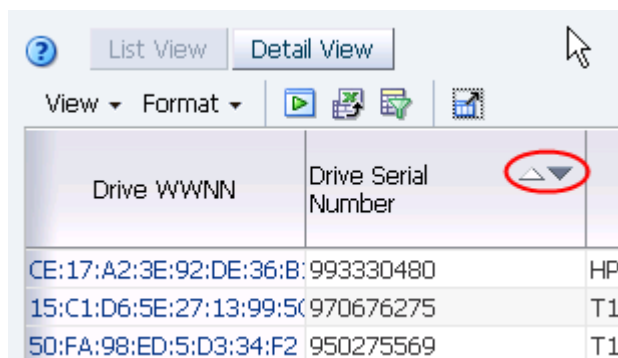 ? List View Detail View
View Format
Drive WWNN Drive Serial Number
CE:17:A2:3E:92:DE:36:B 993330480 HP
15:C1:D6:5E:27:13:99:5 970676275 T1
50:FA:98:ED:5:D3:34:F2 950275569 T1